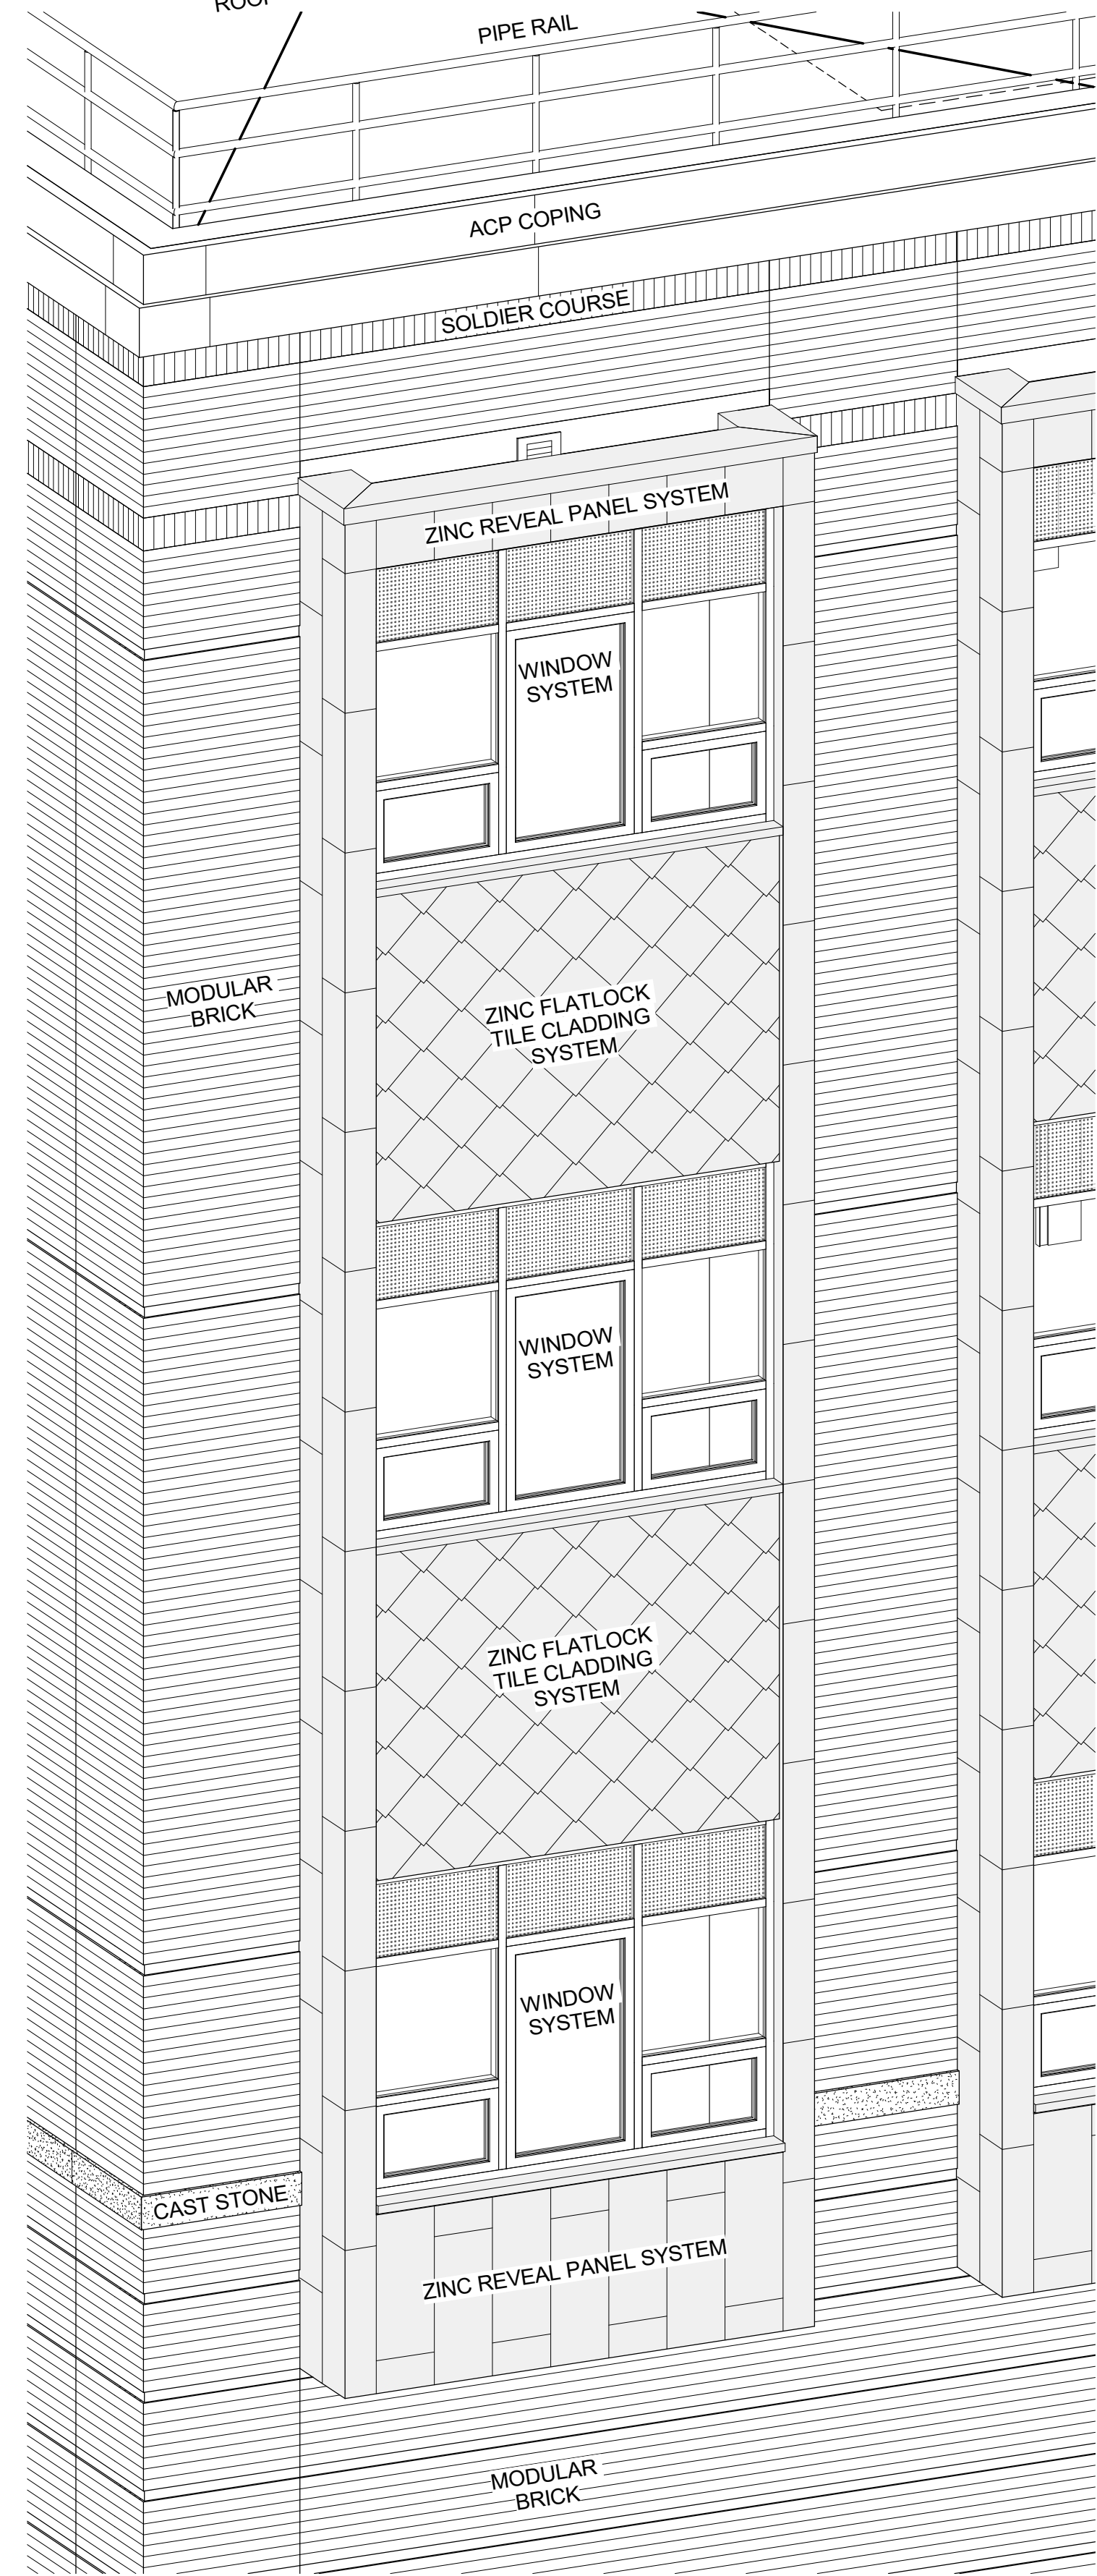 ROOF
PIPE RAIL
ACP COPING
SOLDIER COURSE
ZINC REVEAL PANEL SYSTEM
WINDOW
SYSTEM
MODULAR
BRICK
ZINC FLATLOCK
TILE CLADDING
SYSTEM
WINDOW
SYSTEM
ZINC FLATLOCK
TILE CLADDING
SYSTEM
WINDOW
SYSTEM
CAST STONE
ZINC REVEAL PANEL SYSTEM
MODULAR
BRICK